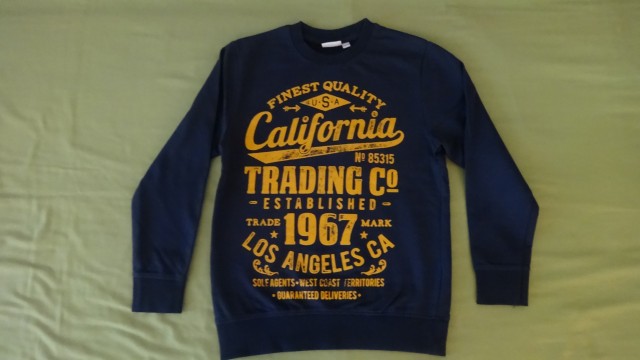 FINEST QUALITY
U·S·A
California
Nº 85315
TRADING Cº
- ESTABLISHED -
TRADE 1967 MARK
LOS ANGELES CA
SOLE AGENTS • WEST COAST TERRITORIES
• GUARANTEED DELIVERIES •